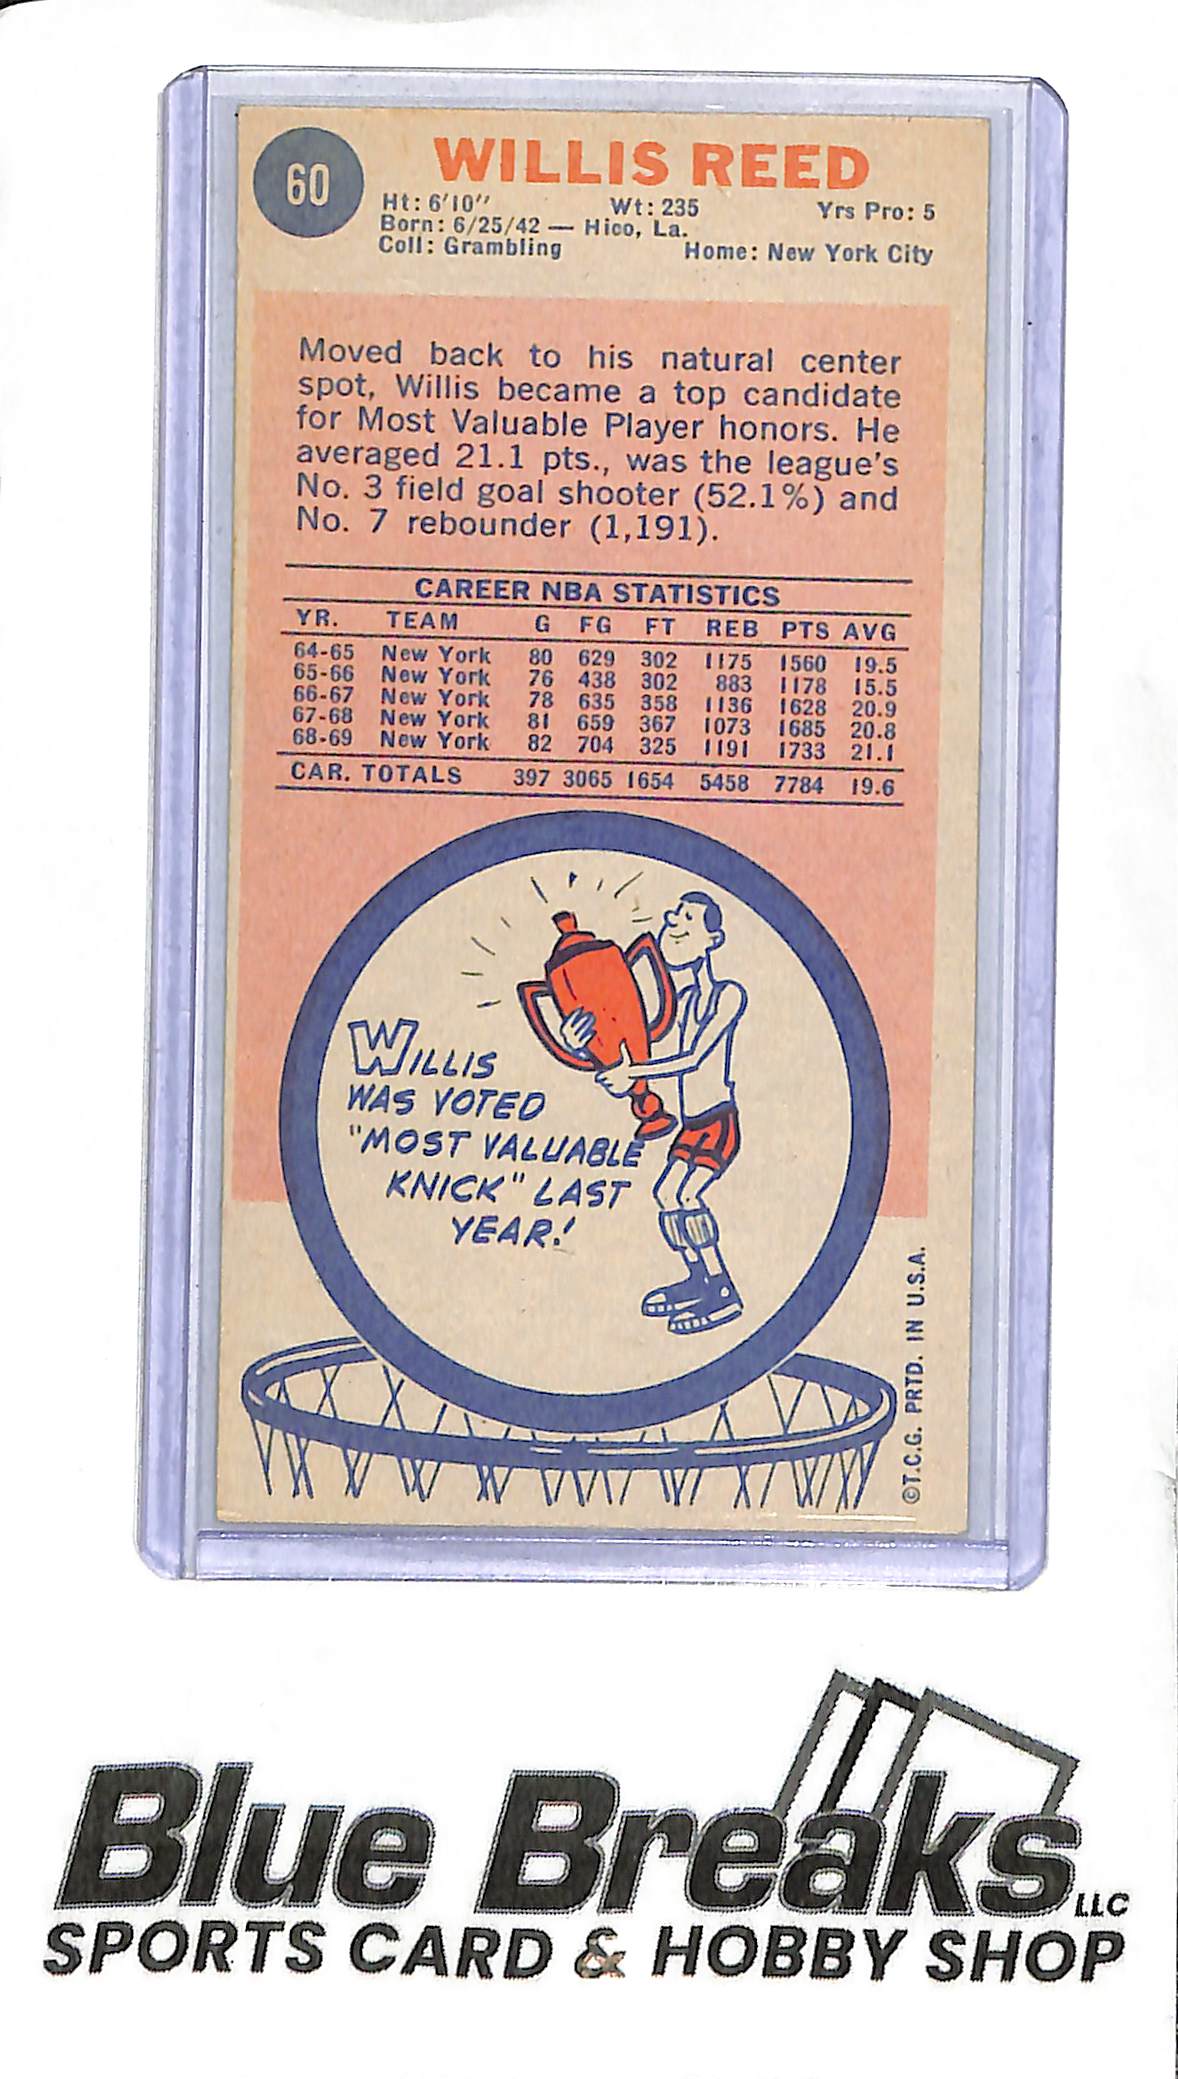 60
WILLIS REED
Ht: 6'10" Wt: 235 Yrs Pro: 5
Born: 6/25/42 — Hico, La.
Coll: Grambling Home: New York City
Moved back to his natural center
spot, Willis became a top candidate
for Most Valuable Player honors. He
averaged 21.1 pts., was the league's
No. 3 field goal shooter (52.1%) and
No. 7 rebounder (1,191).
CAREER NBA STATISTICS
YR. TEAM G FG FT REB PTS AVG
64-65 New York 80 629 302 1175 1560 19.5
65-66 New York 76 438 302 883 1178 15.5
66-67 New York 78 635 358 1136 1628 20.9
67-68 New York 81 659 367 1073 1685 20.8
68-69 New York 82 704 325 1191 1733 21.1
CAR. TOTALS 397 3065 1654 5458 7784 19.6
WILLIS
WAS VOTED
"MOST VALUABLE
KNICK" LAST
YEAR!
©T.C.G. PRTD. IN U.S.A.
Blue Breaks LLC
SPORTS CARD & HOBBY SHOP